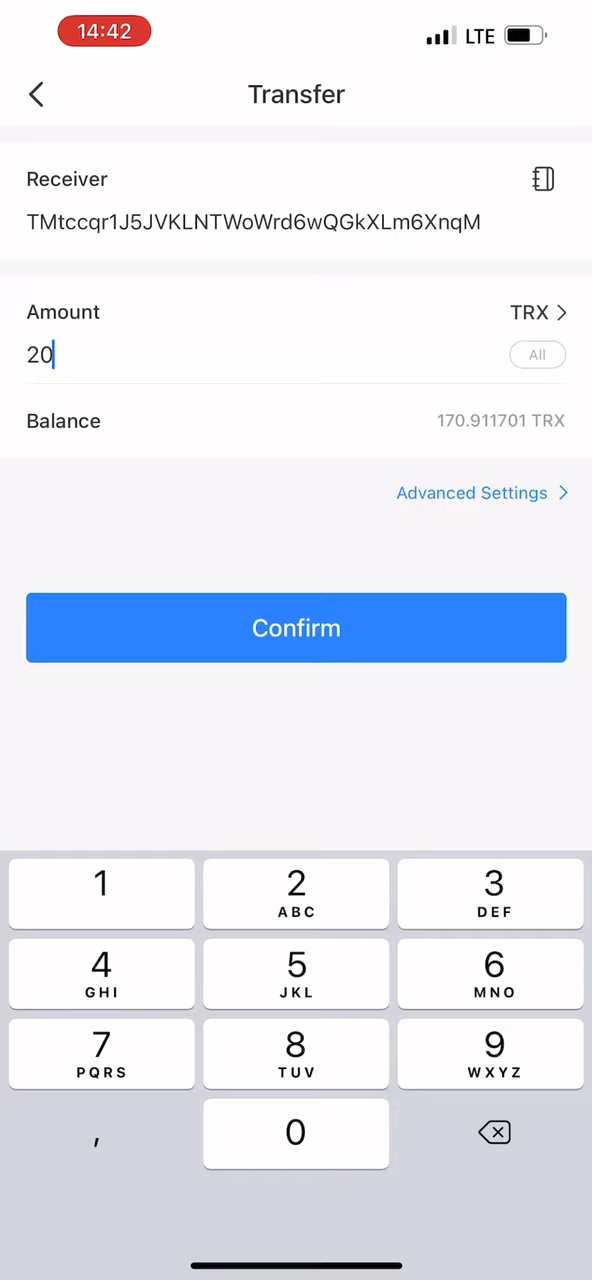 14:42
LTE
Transfer
Receiver
TMtccqr1J5JVKLNTWoWrd6wQGkXLm6XnqM
Amount
TRX
20
All
Balance
170.911701 TRX
Advanced Settings
Confirm
1
2
ABC
3
DEF
4
GHI
5
JKL
6
MNO
7
PQRS
8
TUV
9
WXYZ
,
0